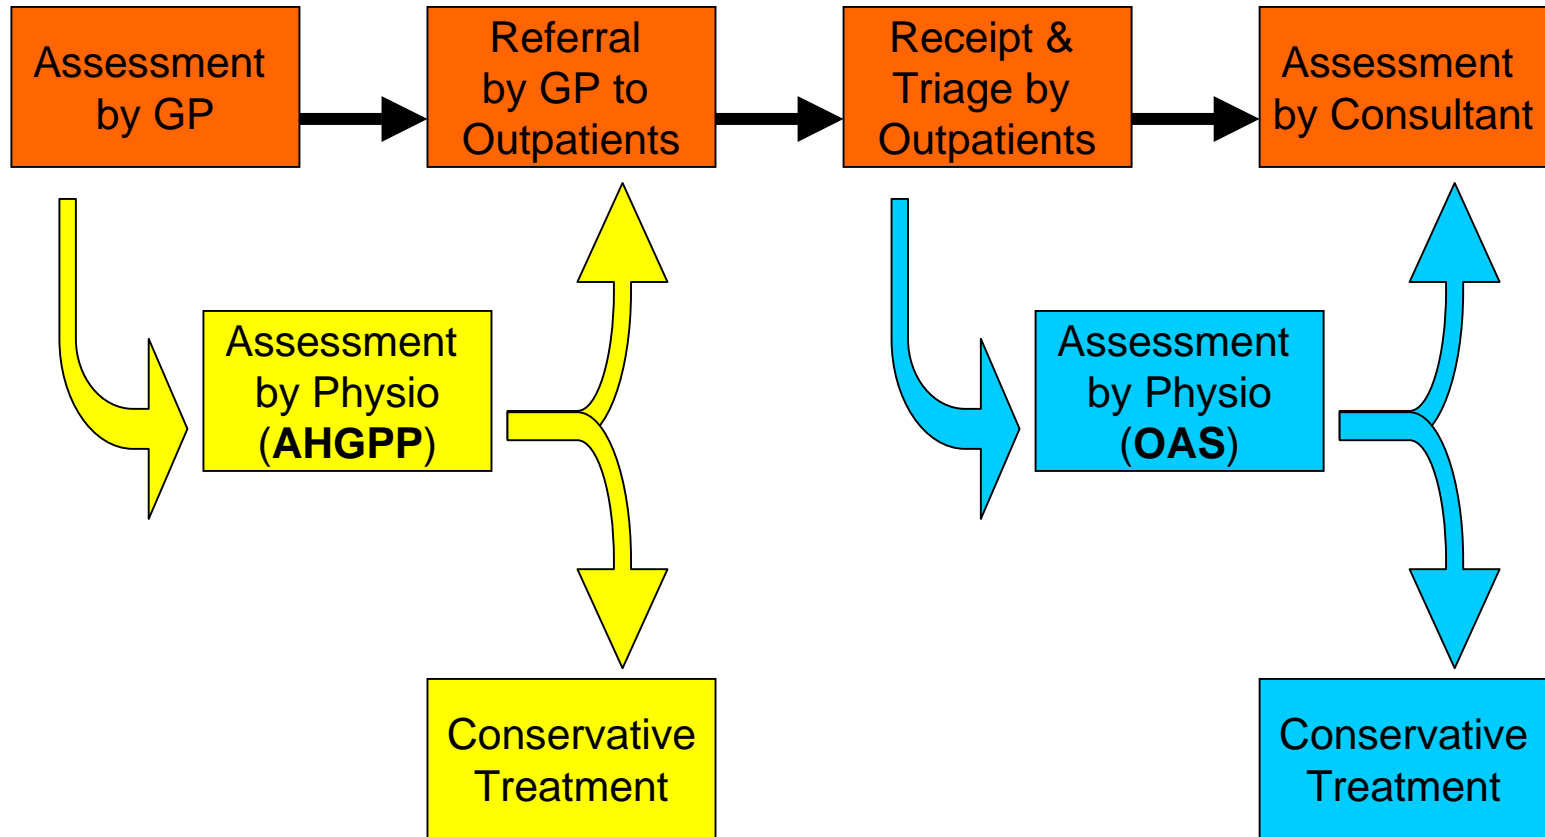 Assessment
by GP
Referral
by GP to
Outpatients
Receipt &
Triage by
Outpatients
Assessment
by Consultant
Assessment
by Physio
(AHGPP)
Assessment
by Physio
(OAS)
Conservative
Treatment
Conservative
Treatment